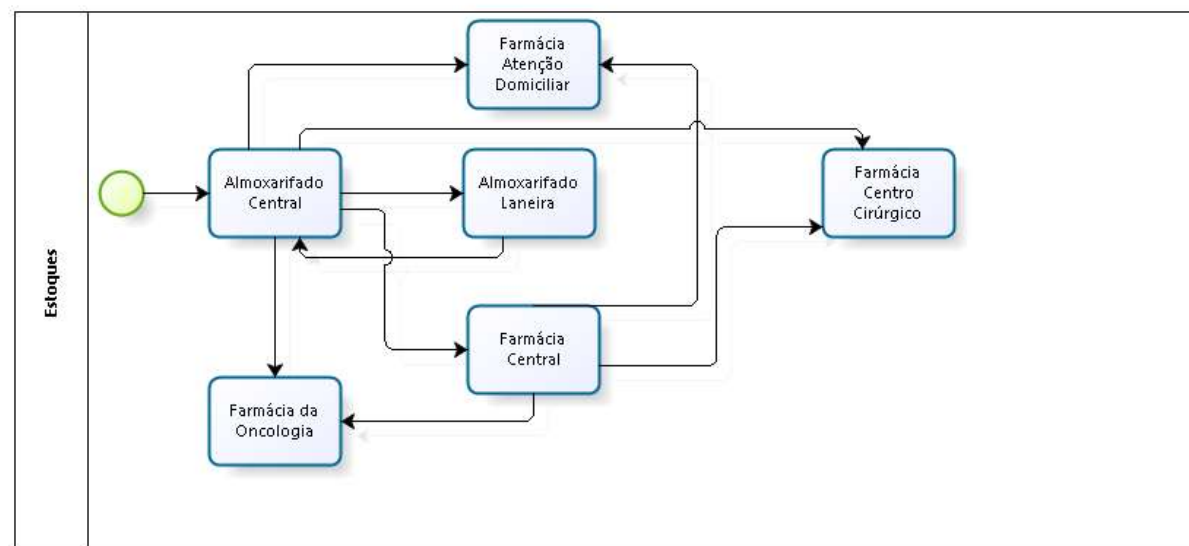 Estoques
Farmácia
Atenção
Domiciliar
Almoxarifado
Central
Almoxarifado
Laneira
Farmácia
Centro
Cirúrgico
Farmácia
Central
Farmácia da
Oncologia